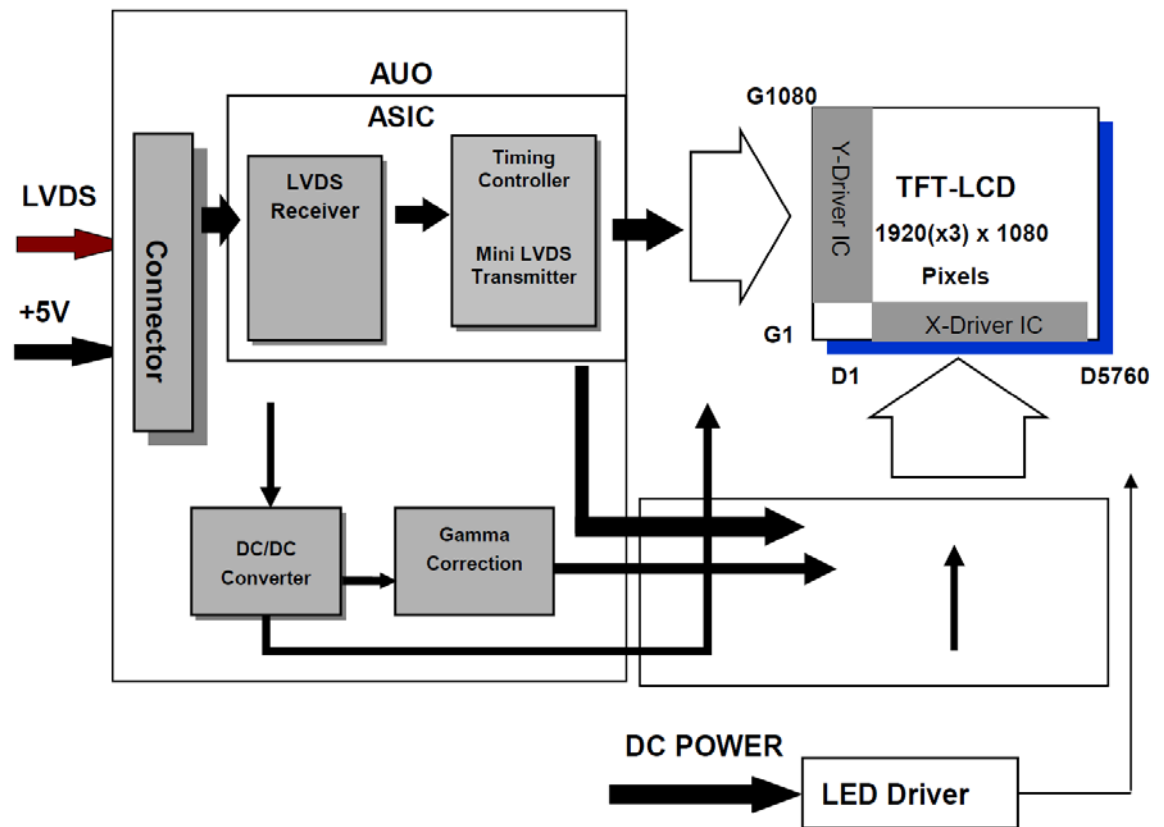 AUO
ASIC
LVDS
+5V
Connector
LVDS
Receiver
Timing
Controller
Mini LVDS
Transmitter
G1080
Y-Driver IC
TFT-LCD
1920(x3) x 1080
Pixels
X-Driver IC
G1
D1
D5760
DC/DC
Converter
Gamma
Correction
DC POWER
LED Driver